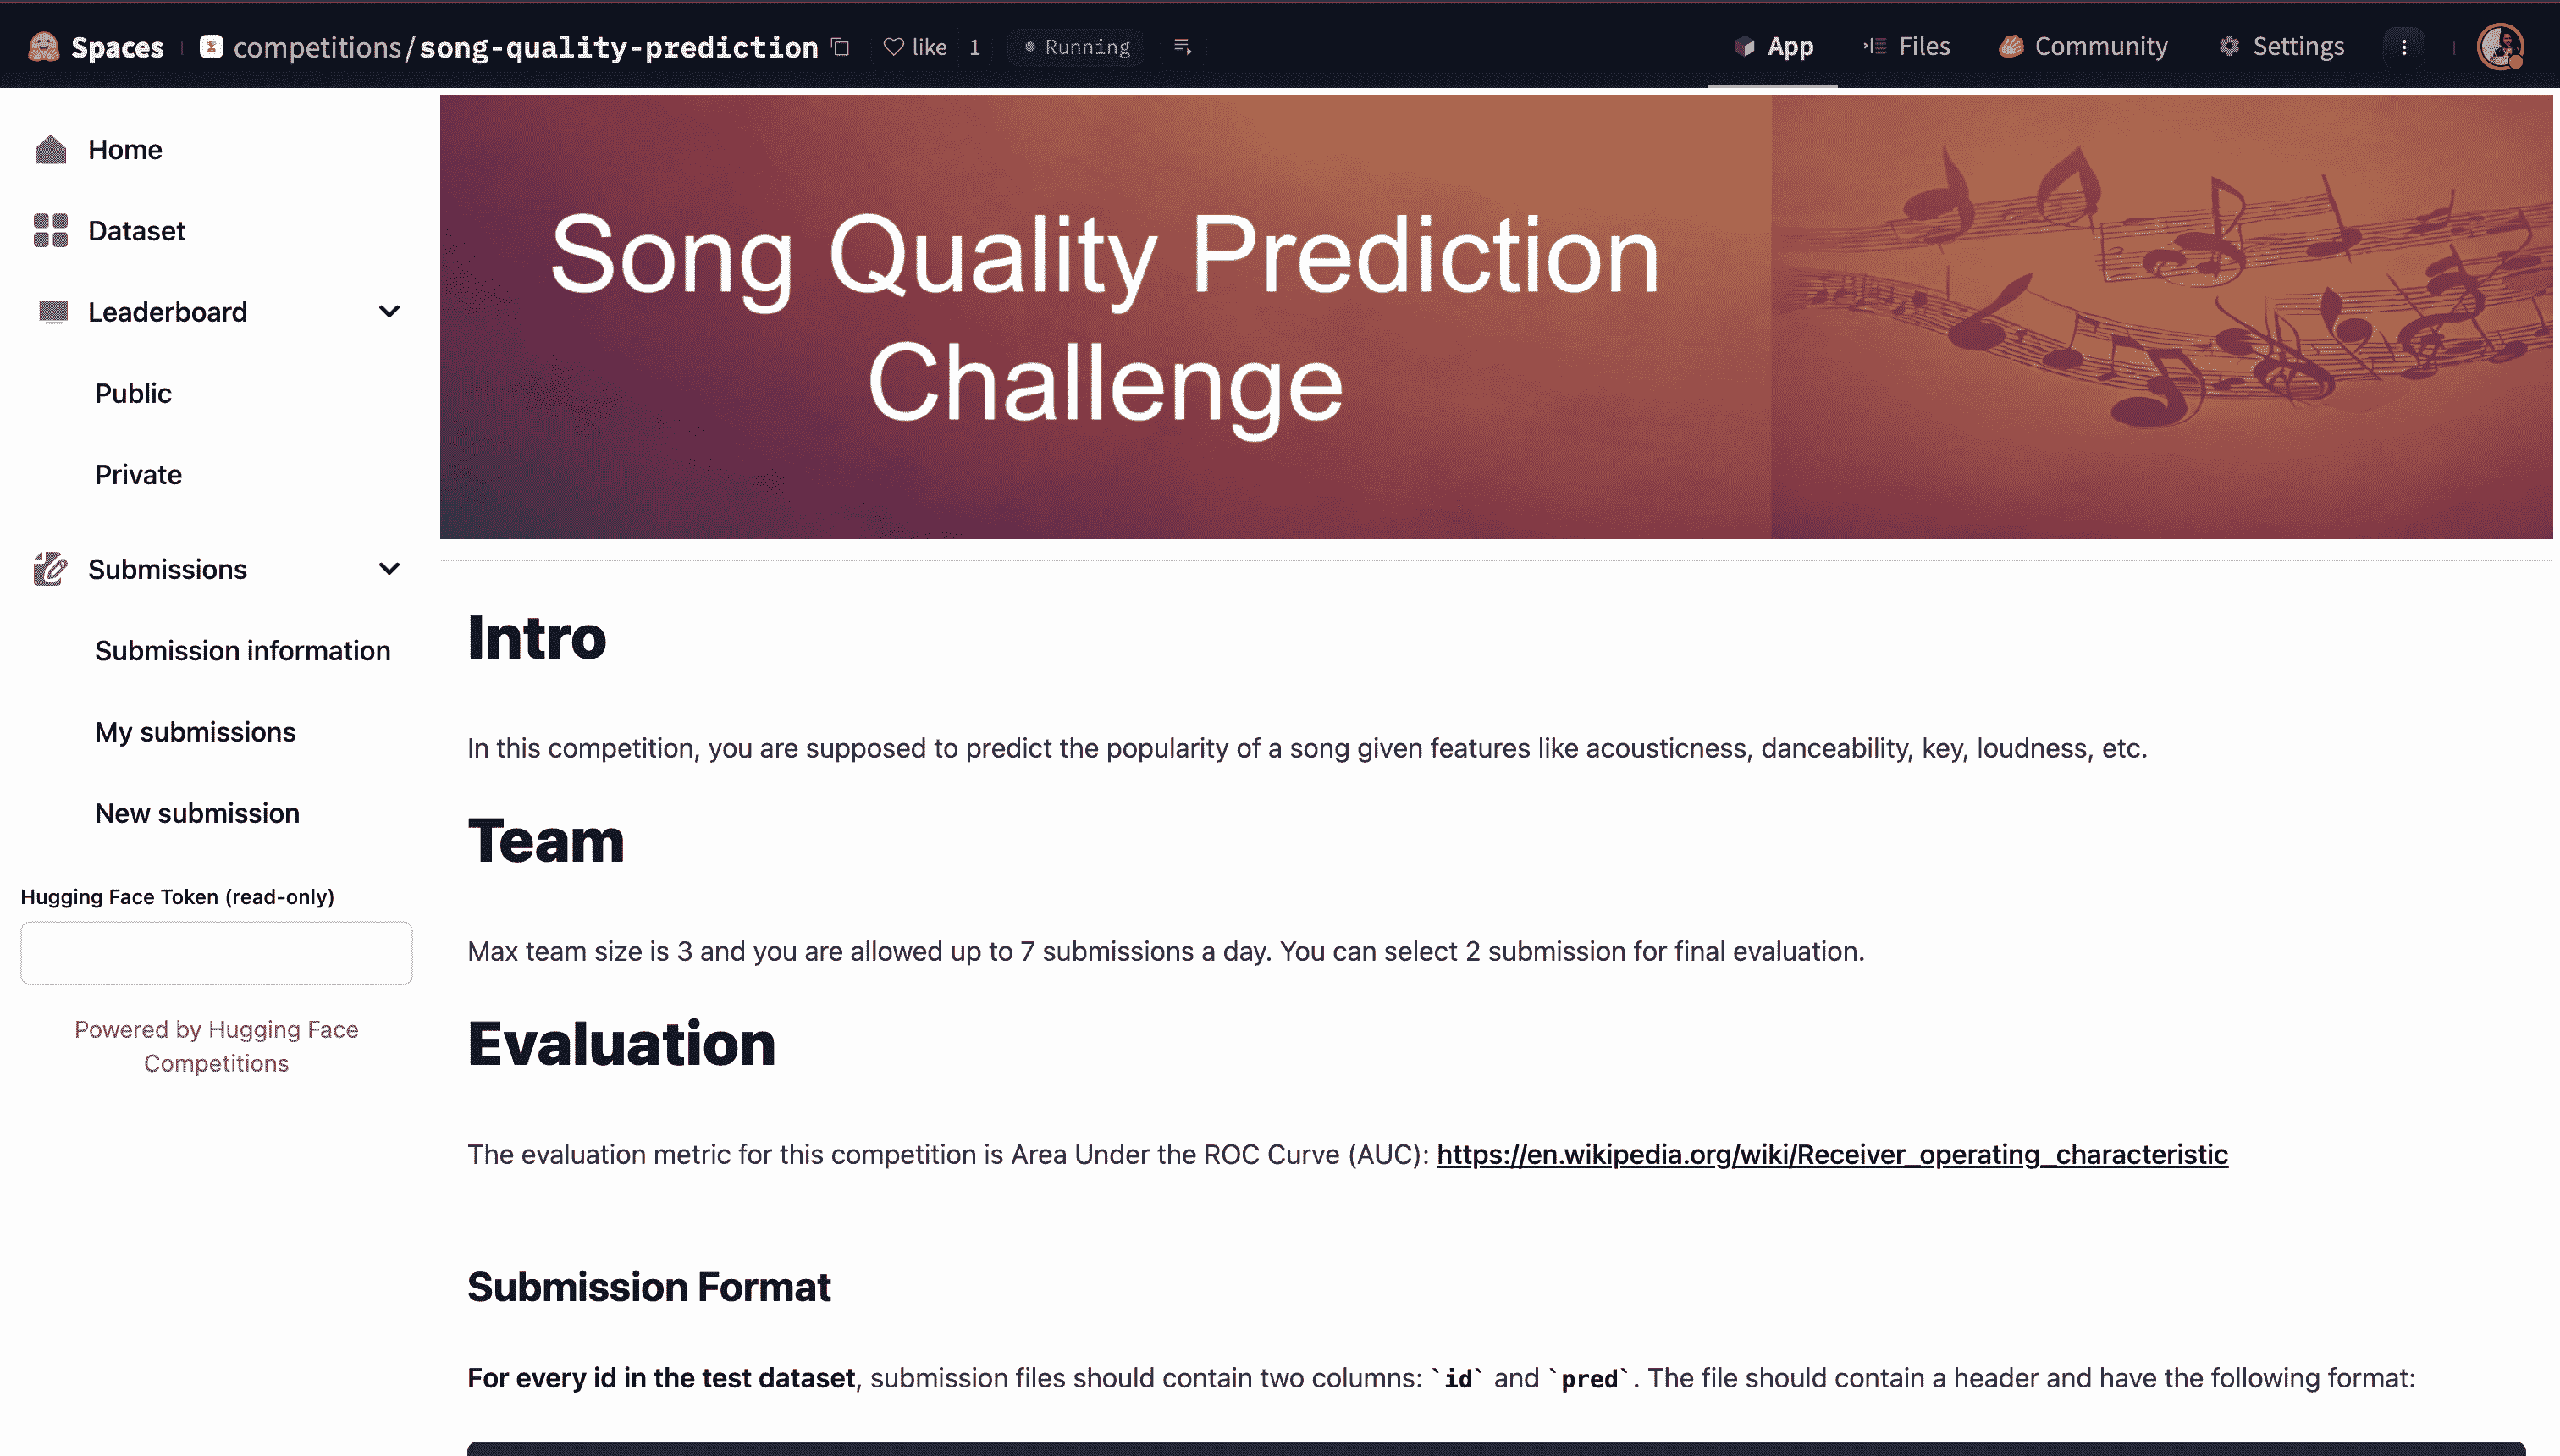 Spaces
competitions/song-quality-prediction
like 1
Running
App
Files
Community
Settings
Home
Dataset
Leaderboard
Public
Private
Submissions
Submission information
My submissions
New submission
Hugging Face Token (read-only)
Powered by Hugging Face
Competitions
Song Quality Prediction
Challenge
Intro
In this competition, you are supposed to predict the popularity of a song given features like acousticness, danceability, key, loudness, etc.
Team
Max team size is 3 and you are allowed up to 7 submissions a day. You can select 2 submission for final evaluation.
Evaluation
The evaluation metric for this competition is Area Under the ROC Curve (AUC): https://en.wikipedia.org/wiki/Receiver_operating_characteristic
Submission Format
For every id in the test dataset, submission files should contain two columns: `id` and `pred`. The file should contain a header and have the following format: